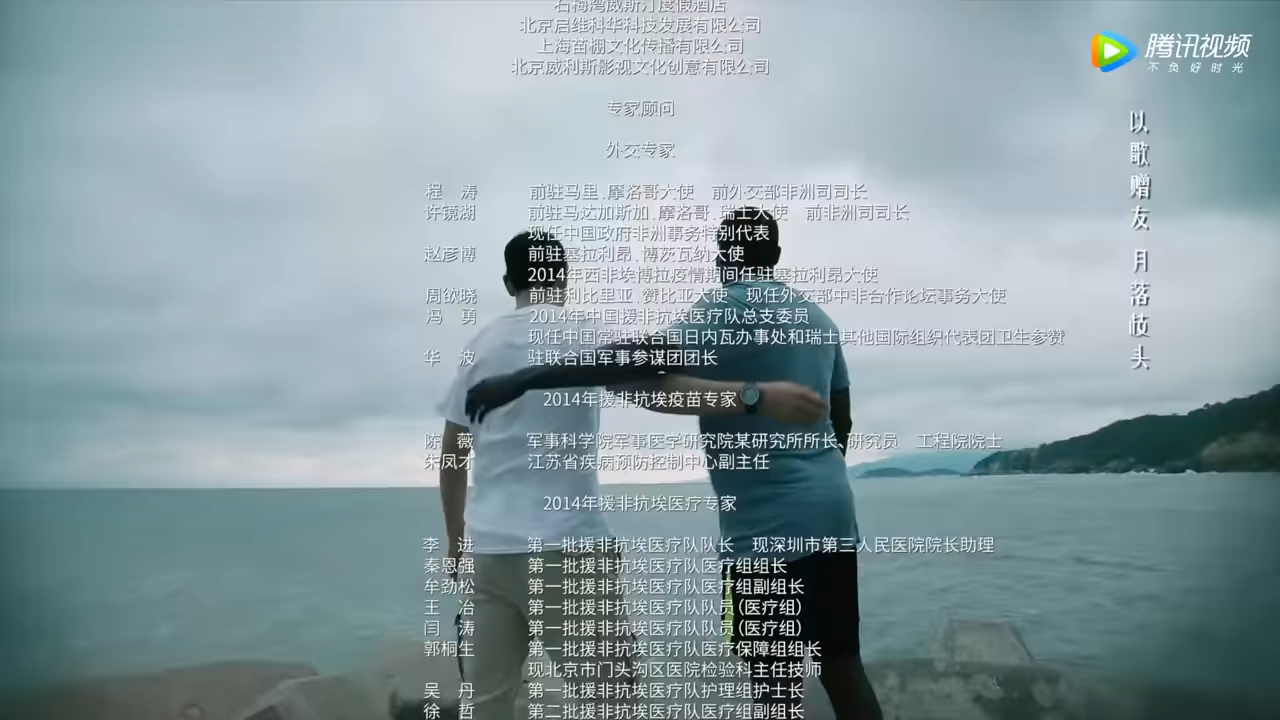 石梅湾威斯汀度假酒店
北京启维科华科技发展有限公司
上海苗棚文化传播有限公司
北京威利斯影视文化创意有限公司
专家顾问
外交专家
程 涛 前驻马里、摩洛哥大使 前外交部非洲司司长
许镜湖 前驻马达加斯加、摩洛哥、瑞士大使 前非洲司司长
现任中国政府非洲事务特别代表
赵彦博 前驻塞拉利昂、博茨瓦纳大使
2014年西非埃博拉疫情期间任驻塞拉利昂大使
周欲晓 前驻利比里亚、赞比亚大使 现任外交部中非合作论坛事务大使
冯 勇 2014年中国援非抗埃医疗队总支委员
现任中国常驻联合国日内瓦办事处和瑞士其他国际组织代表团卫生参赞
华 波 驻联合国军事参谋团团长
2014年援非抗埃疫苗专家
陈 薇 军事科学院军事医学研究院某研究所所长、研究员 工程院院士
朱凤才 江苏省疾病预防控制中心副主任
2014年援非抗埃医疗专家
李 进 第一批援非抗埃医疗队队长 现深圳市第三人民医院院长助理
秦恩强 第一批援非抗埃医疗队医疗组组长
牟劲松 第一批援非抗埃医疗队医疗组副组长
王 冶 第一批援非抗埃医疗队队员(医疗组)
闫 涛 第一批援非抗埃医疗队队员(医疗组)
郭桐生 第一批援非抗埃医疗队医疗保障组组长
现北京市门头沟区医院检验科主任技师
吴 丹 第一批援非抗埃医疗队护理组护士长
徐 哲 第二批援非抗埃医疗队医疗组副组长
腾讯视频
不负好时光
以歌赠友 月落枝头